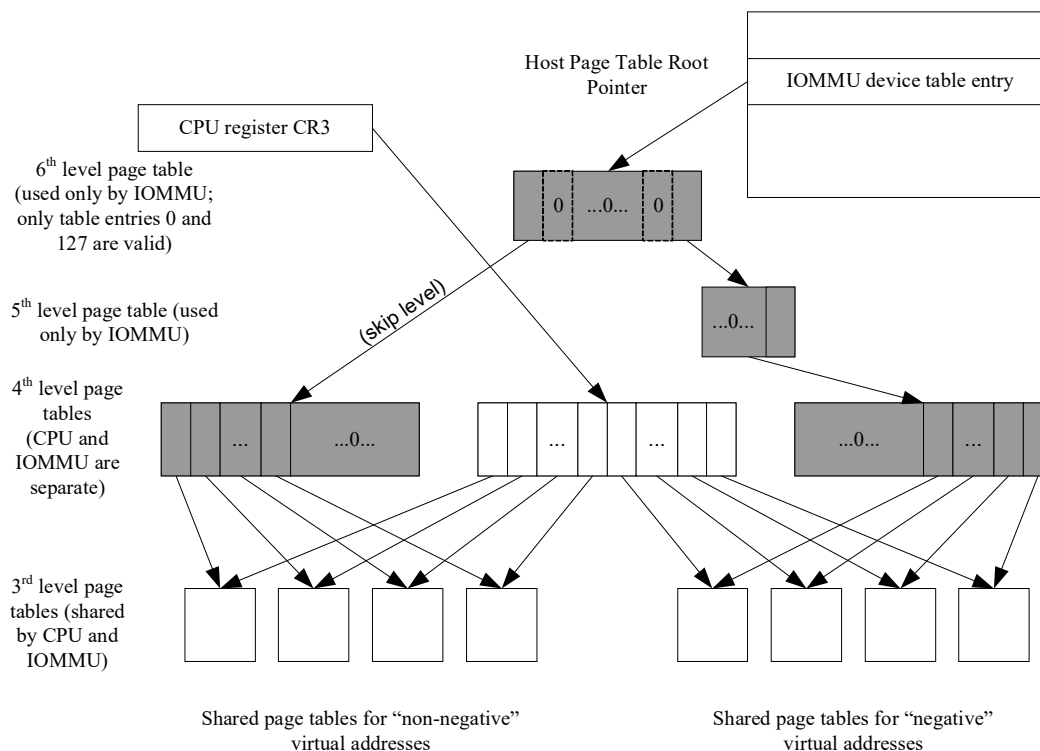 Host Page Table Root
Pointer
IOMMU device table entry
CPU register CR3
6th level page table
(used only by IOMMU;
only table entries 0 and
127 are valid)
0 ...0... 0
5th level page table (used
only by IOMMU)
(skip level)
...0...
4th level page
tables
(CPU and
IOMMU are
separate)
... ...0...
... ...
...0... ...
3rd level page
tables (shared
by CPU and
IOMMU)
Shared page tables for “non-negative”
virtual addresses
Shared page tables for “negative”
virtual addresses